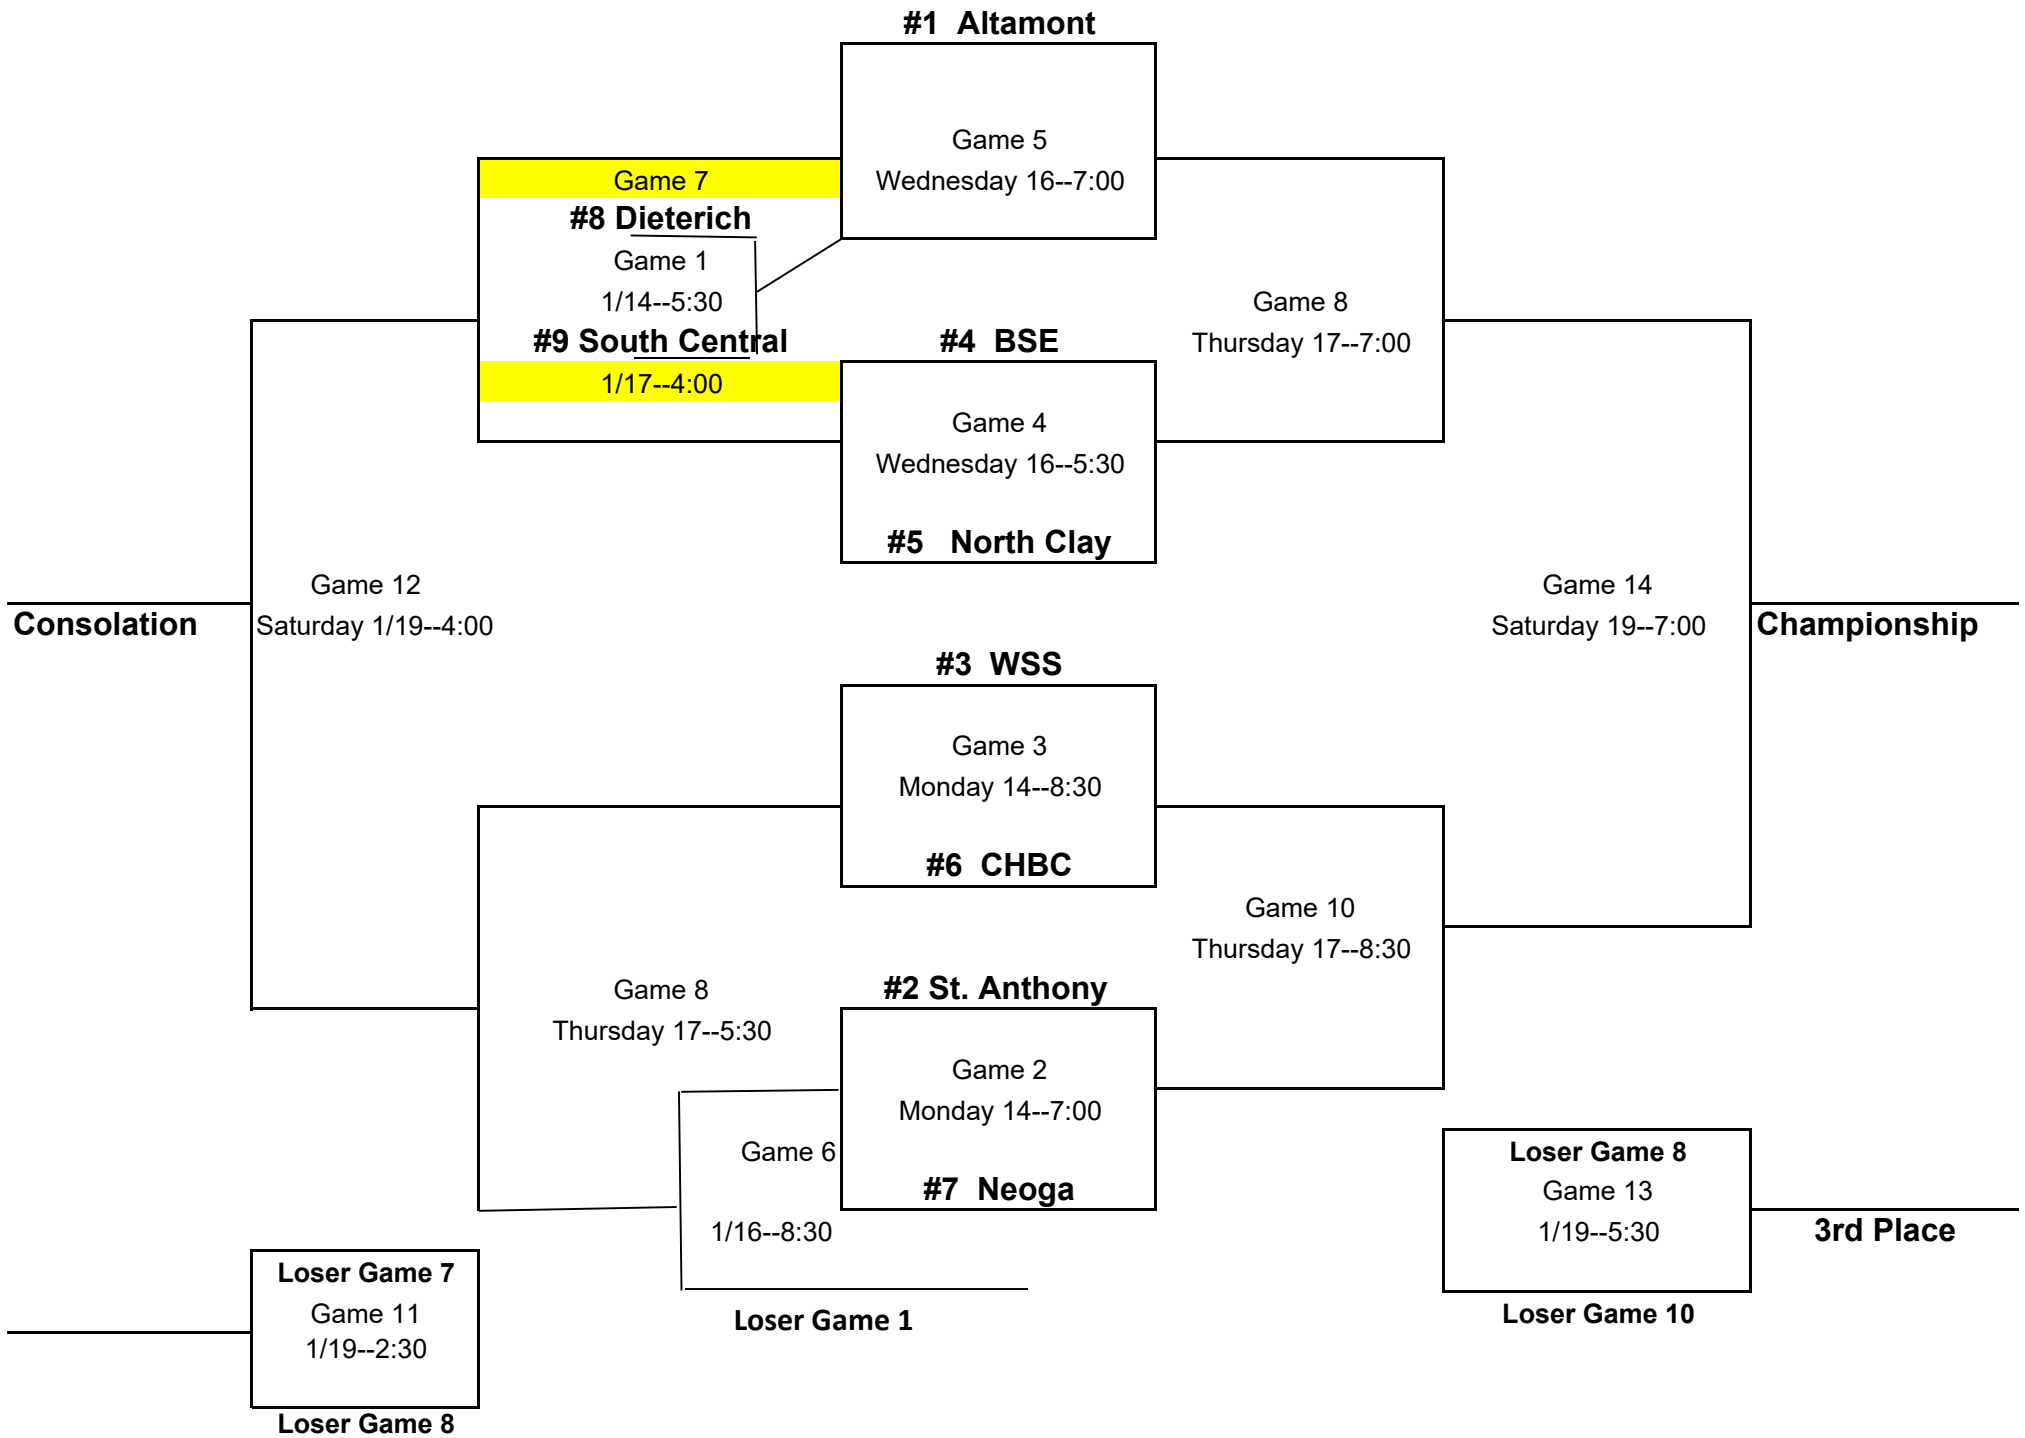 #1 Altamont
Game 5
Wednesday 16--7:00
Game 7
#8 Dieterich
Game 1
1/14--5:30
#9 South Central
1/17--4:00
#4 BSE
Game 4
Wednesday 16--5:30
#5 North Clay
Game 8
Thursday 17--7:00
Game 12
Saturday 1/19--4:00
Consolation
Game 14
Saturday 19--7:00
Championship
#3 WSS
Game 3
Monday 14--8:30
#6 CHBC
Game 10
Thursday 17--8:30
Game 8
Thursday 17--5:30
#2 St. Anthony
Game 2
Monday 14--7:00
#7 Neoga
Game 6
1/16--8:30
Loser Game 1
Loser Game 8
Game 13
1/19--5:30
Loser Game 10
3rd Place
Loser Game 7
Game 11
1/19--2:30
Loser Game 8